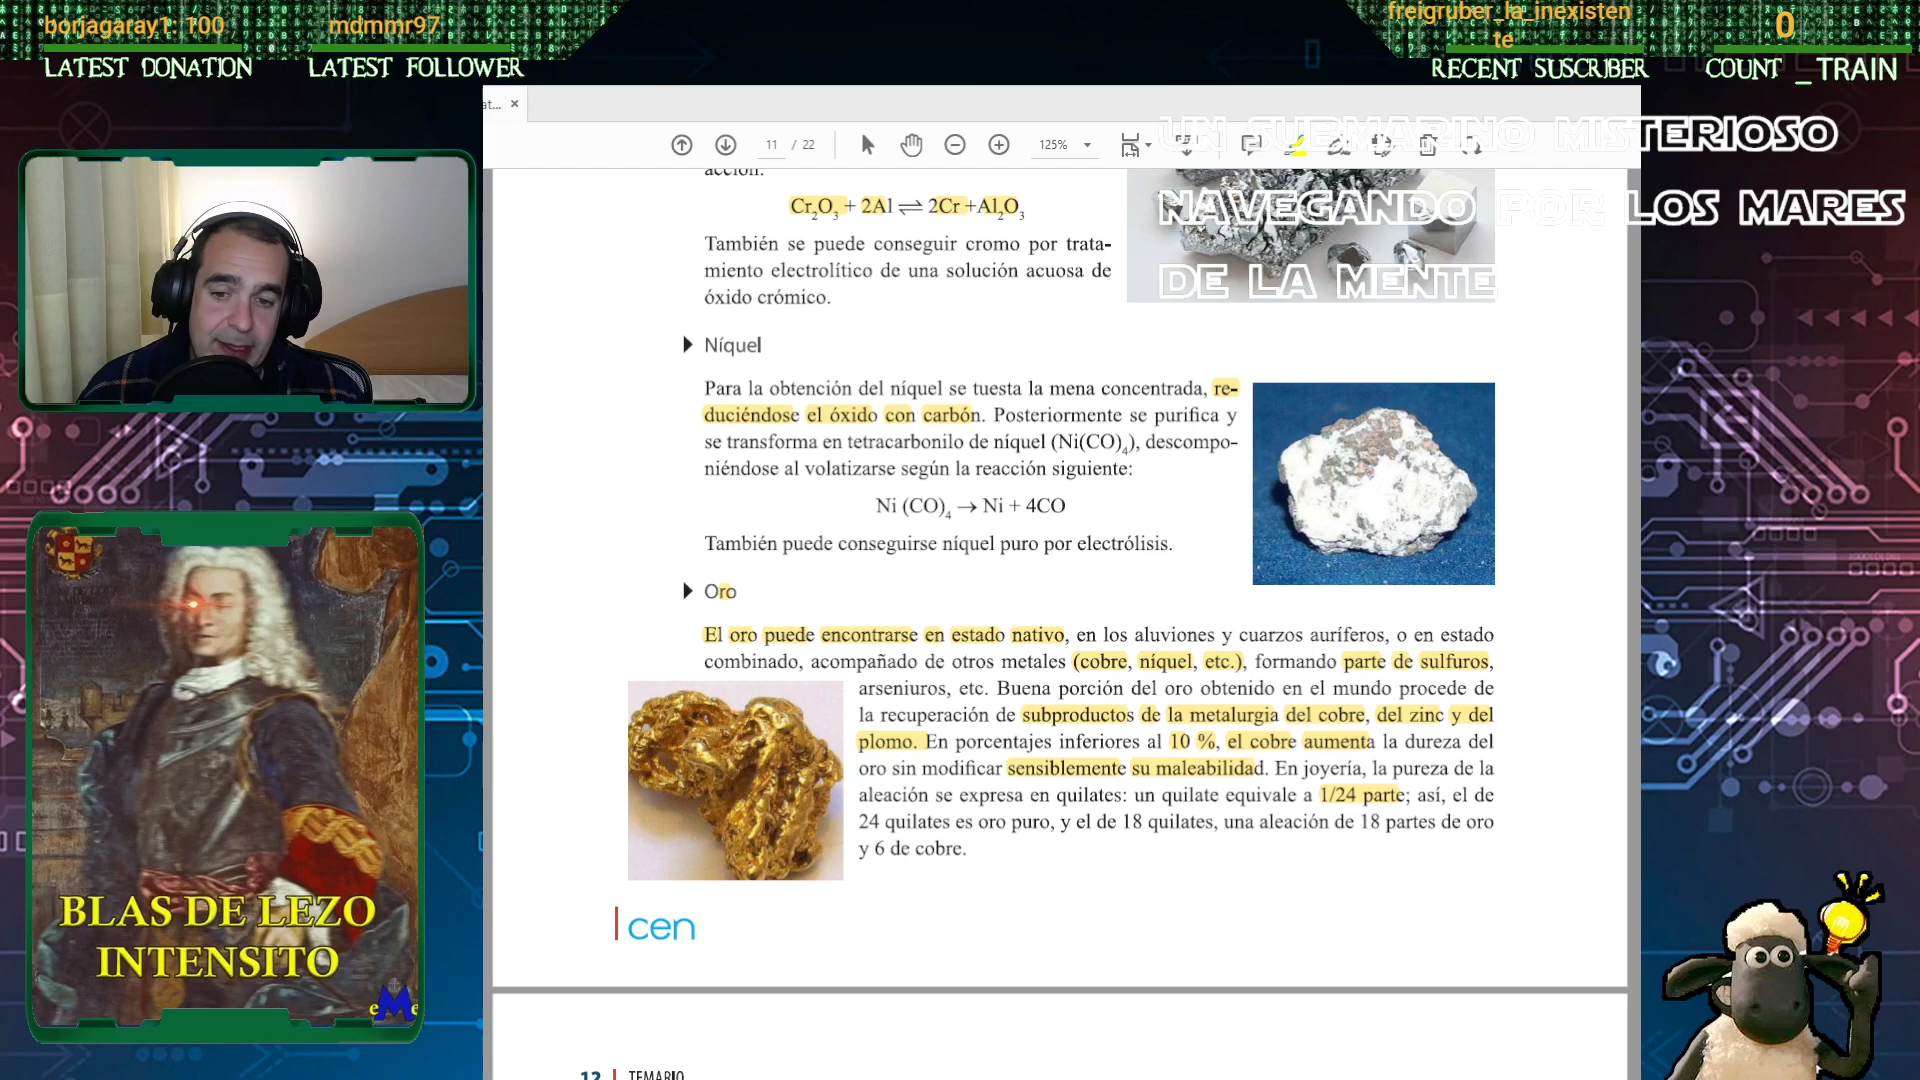 borjagaray1: 100
LATEST DONATION
mdmmr97
LATEST FOLLOWER
freigruber_la_inexisten
te
RECENT SUSCRIBER
0
COUNT _TRAIN
at... ×
11 / 22
125%
UN SUBMARINO MISTERIOSO
NAVEGANDO POR LOS MARES
DE LA MENTE
acción:
Cr2O3 + 2Al ⇌ 2Cr +Al2O3
También se puede conseguir cromo por trata-
miento electrolítico de una solución acuosa de
óxido crómico.
Níquel
Para la obtención del níquel se tuesta la mena concentrada, re-
duciéndose el óxido con carbón. Posteriormente se purifica y
se transforma en tetracarbonilo de níquel (Ni(CO)4), descompo-
niéndose al volatizarse según la reacción siguiente:
Ni (CO)4 → Ni + 4CO
También puede conseguirse níquel puro por electrólisis.
Oro
El oro puede encontrarse en estado nativo, en los aluviones y cuarzos auríferos, o en estado
combinado, acompañado de otros metales (cobre, níquel, etc.), formando parte de sulfuros,
arseniuros, etc. Buena porción del oro obtenido en el mundo procede de
la recuperación de subproductos de la metalurgia del cobre, del zinc y del
plomo. En porcentajes inferiores al 10 %, el cobre aumenta la dureza del
oro sin modificar sensiblemente su maleabilidad. En joyería, la pureza de la
aleación se expresa en quilates: un quilate equivale a 1/24 parte; así, el de
24 quilates es oro puro, y el de 18 quilates, una aleación de 18 partes de oro
y 6 de cobre.
cen
12 TEMARIO
BLAS DE LEZO
INTENSITO
eMe